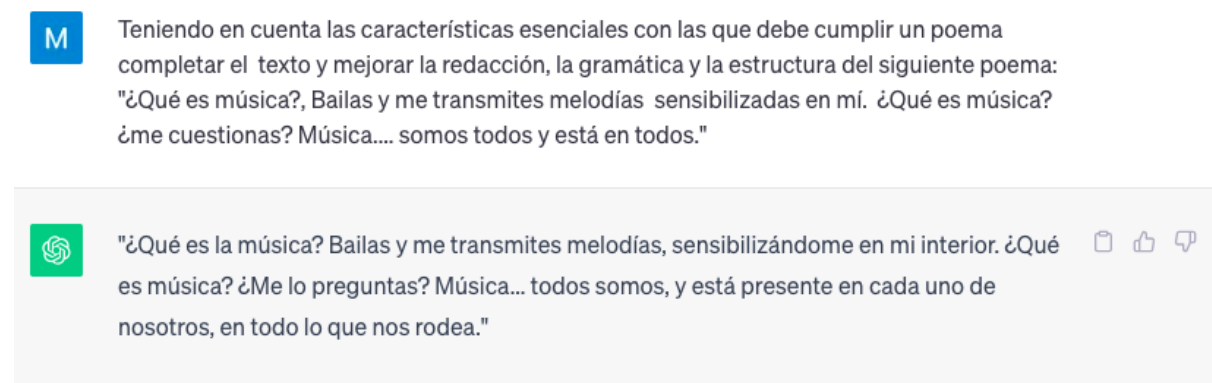 M
Teniendo en cuenta las características esenciales con las que debe cumplir un poema
completar el  texto y mejorar la redacción, la gramática y la estructura del siguiente poema:
"¿Qué es música?, Bailas y me transmites melodías  sensibilizadas en mí.  ¿Qué es música?
¿me cuestionas? Música.... somos todos y está en todos."
"¿Qué es la música? Bailas y me transmites melodías, sensibilizándome en mi interior. ¿Qué
es música? ¿Me lo preguntas? Música... todos somos, y está presente en cada uno de
nosotros, en todo lo que nos rodea."